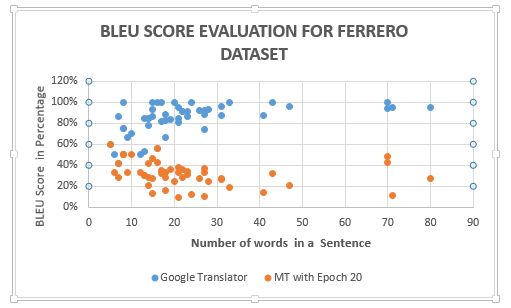 BLEU SCORE EVALUATION FOR FERRERO
DATASET
BLEU Score in Percentage
120%
100%
80%
60%
40%
20%
0%
0 10 20 30 40 50 60 70 80 90
Number of words in a Sentence
Google Translator MT with Epoch 20